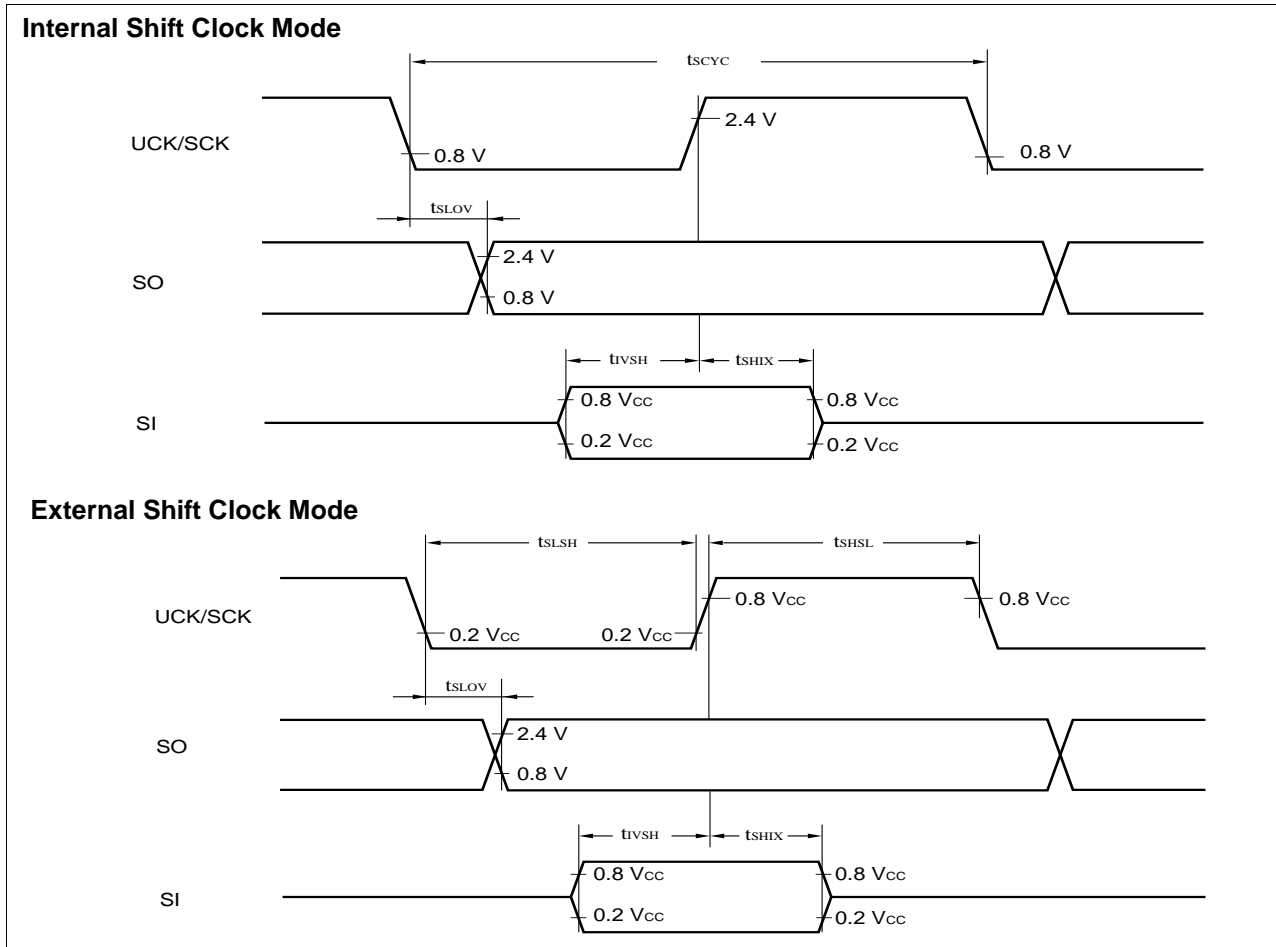 Internal Shift Clock Mode
tSCYC
2.4 V
UCK/SCK
0.8 V
0.8 V
tSLOV
2.4 V
SO
0.8 V
tIVSH
tSHIX
0.8 VCC
0.8 VCC
SI
0.2 VCC
0.2 VCC
External Shift Clock Mode
tSLSH
tSHSL
0.8 VCC
0.8 VCC
UCK/SCK
0.2 VCC
0.2 VCC
tSLOV
2.4 V
SO
0.8 V
tIVSH
tSHIX
0.8 VCC
0.8 VCC
SI
0.2 VCC
0.2 VCC